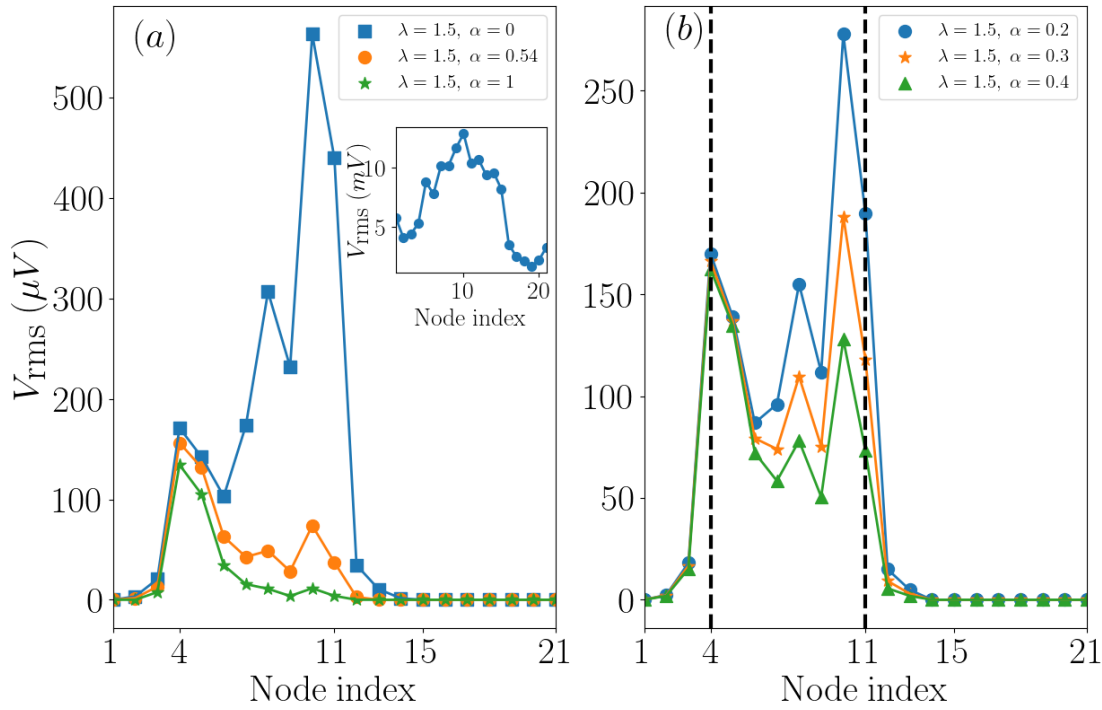 (a)
λ = 1.5, α = 0
λ = 1.5, α = 0.54
λ = 1.5, α = 1
500
400
300
200
100
0
Vrms (μV)
1
4
11
15
21
Node index
10
5
Vrms (mV)
10
20
Node index
(b)
λ = 1.5, α = 0.2
λ = 1.5, α = 0.3
λ = 1.5, α = 0.4
250
200
150
100
50
0
1
4
11
15
21
Node index